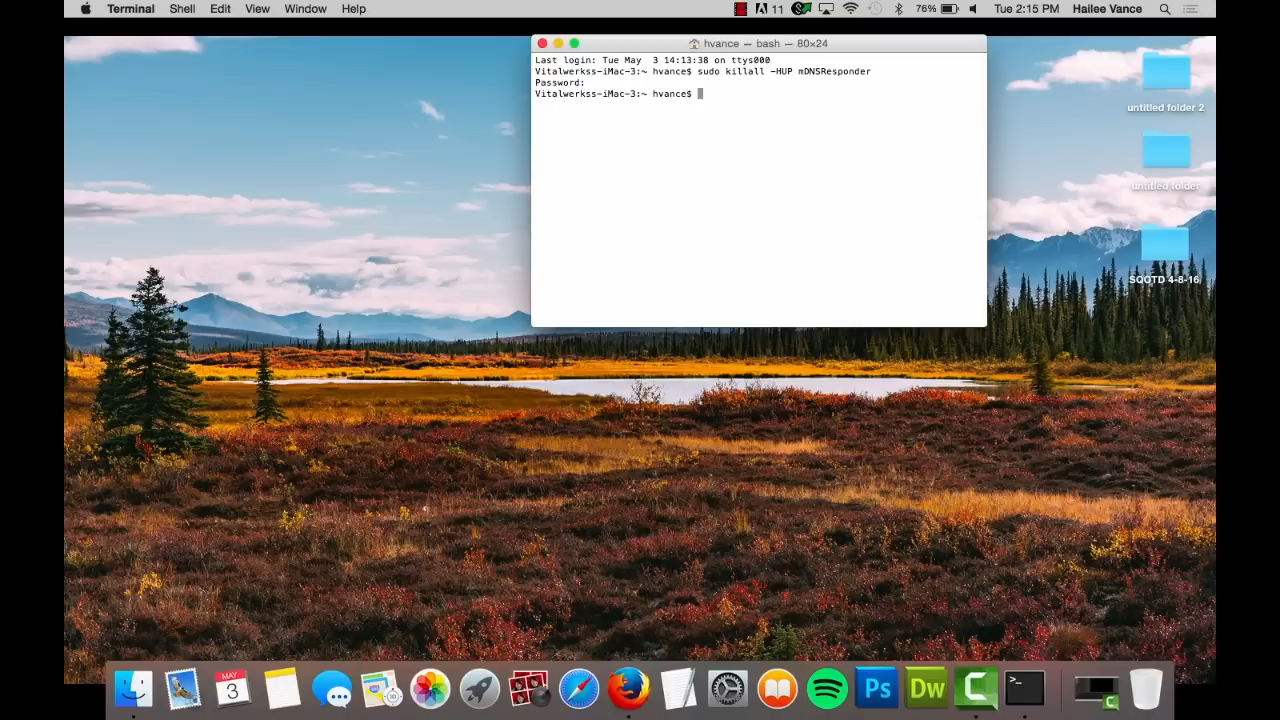 Terminal Shell Edit View Window Help 11 76% Tue 2:15 PM Hailee Vance
hvance — bash — 80×24
Last login: Tue May  3 14:13:38 on ttys000
Vitalwerkss-iMac-3:~ hvance$ sudo killall -HUP mDNSResponder
Password:
Vitalwerkss-iMac-3:~ hvance$
untitled folder 2
untitled folder
SQOTD 4-8-16
MAY
3
Ps Dw C >_